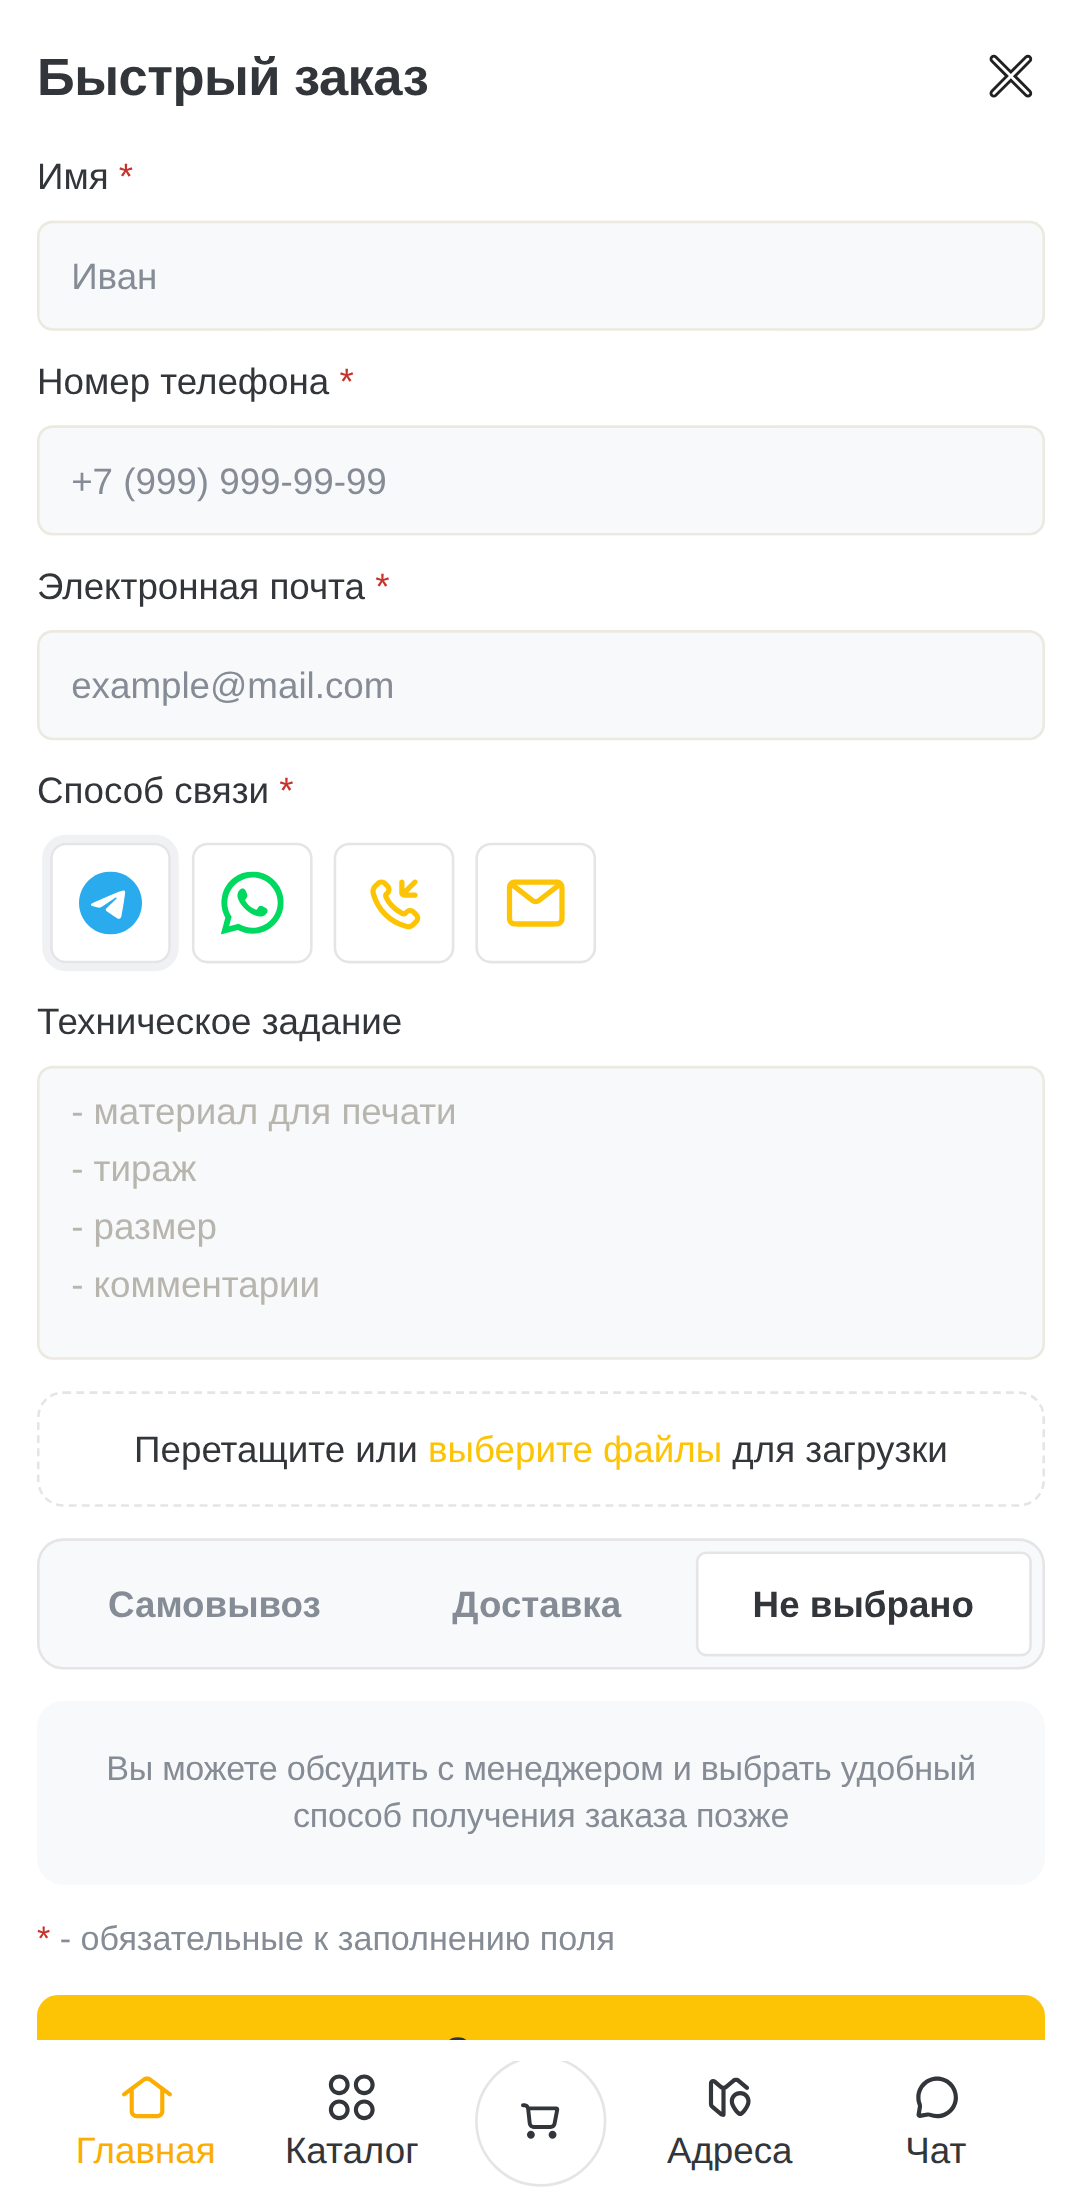 Быстрый заказ
Имя *
Иван
Номер телефона *
+7 (999) 999-99-99
Электронная почта *
example@mail.com
Способ связи *
Техническое задание
- материал для печати
- тираж
- размер
- комментарии
Перетащите или выберите файлы для загрузки
Самовывоз
Доставка
Не выбрано
Вы можете обсудить с менеджером и выбрать удобный
способ получения заказа позже
* - обязательные к заполнению поля
Главная
Каталог
Адреса
Чат